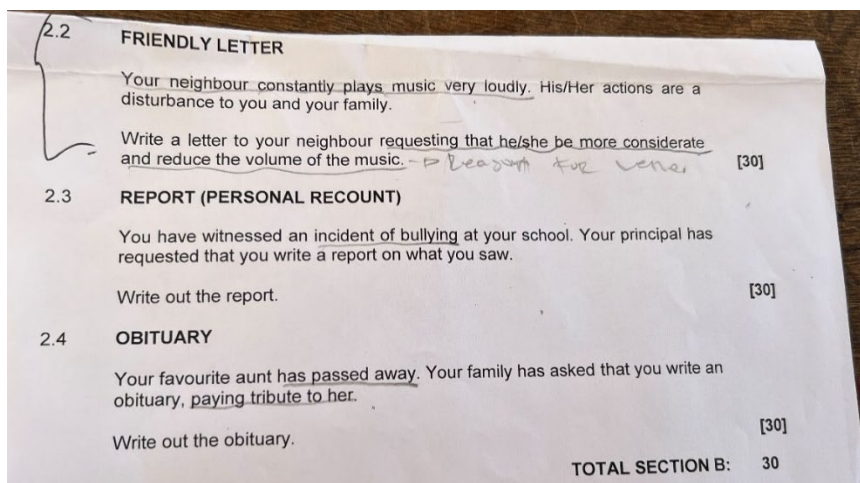 2.2 FRIENDLY LETTER
Your neighbour constantly plays music very loudly. His/Her actions are a
disturbance to you and your family.
Write a letter to your neighbour requesting that he/she be more considerate
and reduce the volume of the music. Reason for [30]
2.3 REPORT (PERSONAL RECOUNT)
You have witnessed an incident of bullying at your school. Your principal has
requested that you write a report on what you saw.
Write out the report. [30]
2.4 OBITUARY
Your favourite aunt has passed away. Your family has asked that you write an
obituary, paying tribute to her.
Write out the obituary. [30]
TOTAL SECTION B: 30